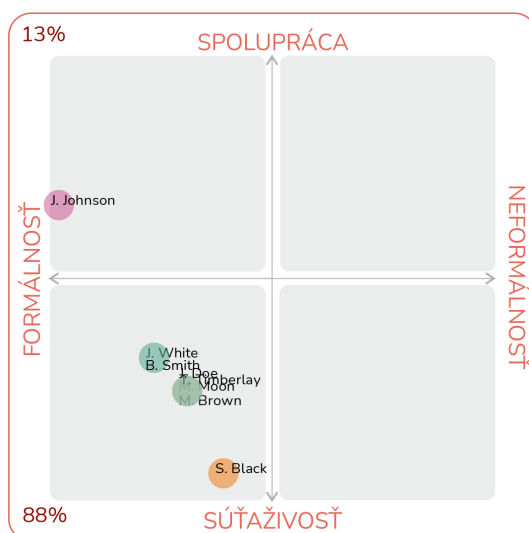 13%
SPOLUPRÁCA
J. Johnson
FORMÁLNOSŤ
NEFORMÁLNOSŤ
J. White
B. Smith
J. Doe
T. Timberlay
M. Moon
M. Brown
S. Black
88%
SÚŤAŽIVOSŤ